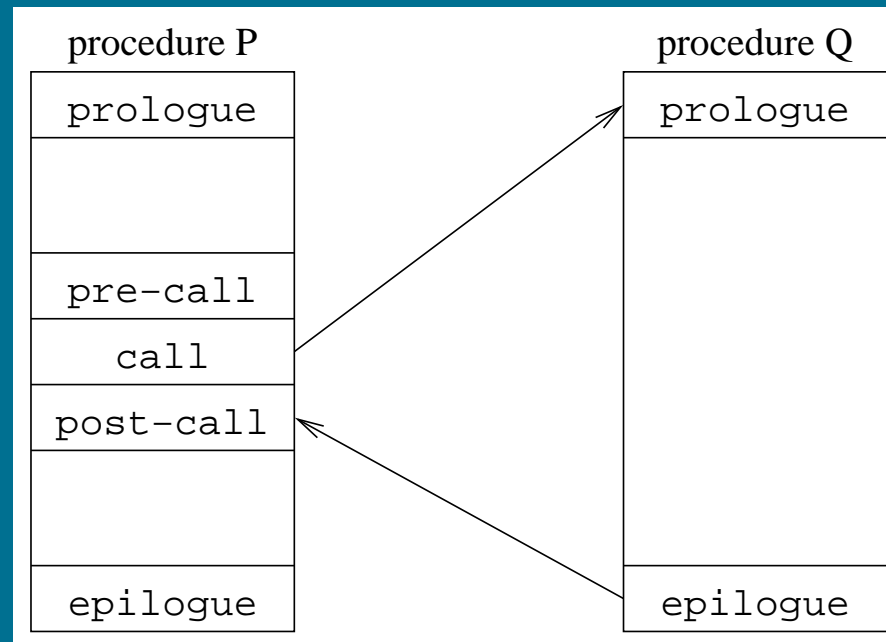 procedure P
prologue
pre-call
call
post-call
epilogue
procedure Q
prologue
epilogue